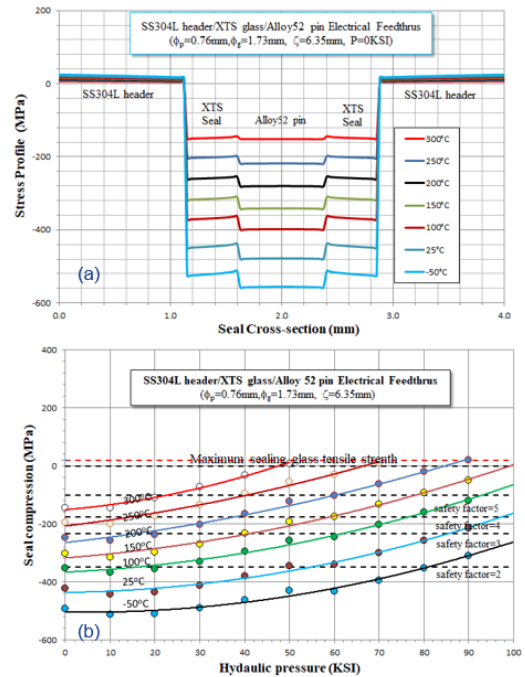 SS304L header/XTS glass/Alloy52 pin Electrical Feedthrus
(ϕp=0.76mm,ϕg=1.73mm, ζ=6.35mm, P=0KSI)
200
100
0
-200
-400
-600
Stress Profile (MPa)
SS304L header
XTS
Seal
Alloy52 pin
XTS
Seal
SS304L header
300°C
250°C
200°C
150°C
100°C
25°C
-50°C
(a)
0.0
1.0
2.0
3.0
4.0
Seal Cross-section (mm)
400
200
0
-200
-400
-600
Seal compression (MPa)
SS304L header/XTS glass/Alloy 52 pin Electrical Feedthrus
(ϕp=0.76mm,ϕg=1.73mm, ζ=6.35mm)
Maximum sealing glass tensile strenth
300°C
250°C
200°C
150°C
100°C
25°C
-50°C
safety factor=5
safety factor=4
safety factor=3
safety factor=2
(b)
0 10 20 30 40 50 60 70 80 90 100
Hydaulic pressure (KSI)